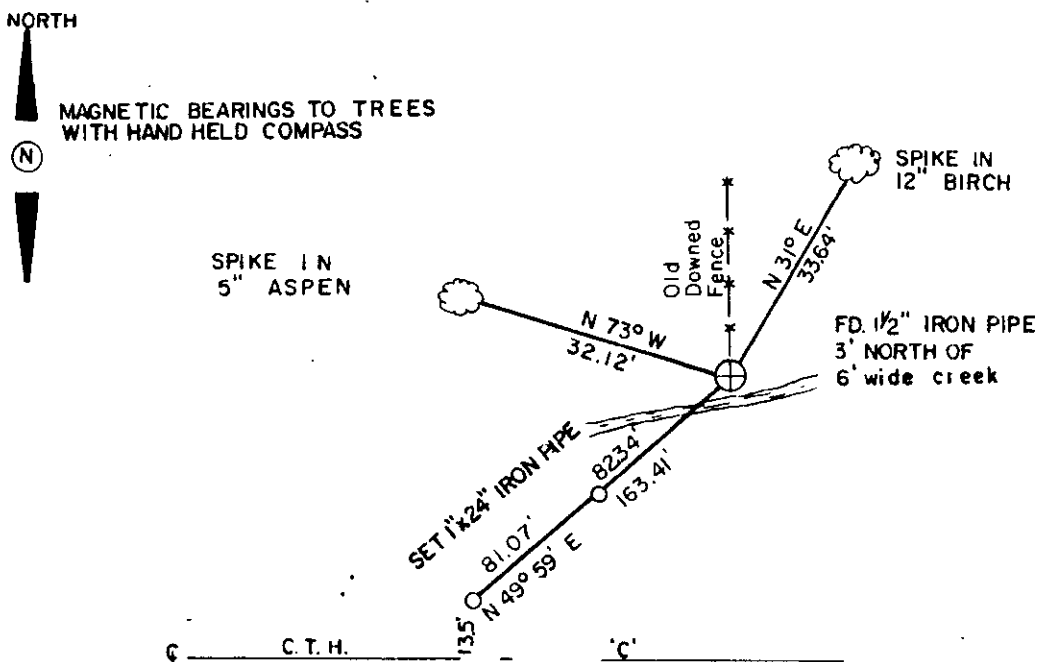 NORTH
MAGNETIC BEARINGS TO TREES
WITH HAND HELD COMPASS
N
SPIKE IN
12" BIRCH
SPIKE IN
5" ASPEN
Old
Downed
Fence
N 31° E
33.64'
N 73° W
32.12'
FD. 1 1/2" IRON PIPE
3' NORTH OF
6' wide creek
SET 1"x24" IRON PIPE
82.34'
163.41'
81.07'
N 49° 59' E
13.5'
C.T.H.
'C'